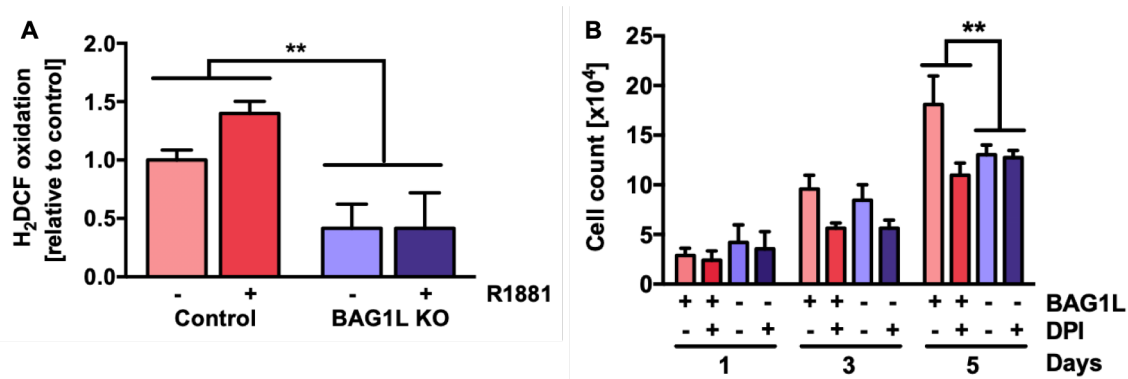 A
H₂DCF oxidation
[relative to control]
2.0
1.5
1.0
0.5
0.0
**
- + - + R1881
Control BAG1L KO
B
Cell count [x10⁴]
25
20
15
10
5
0
**
+ + - - + + - - + + - - BAG1L
- + - + - + - + - + - + DPI
1 3 5 Days